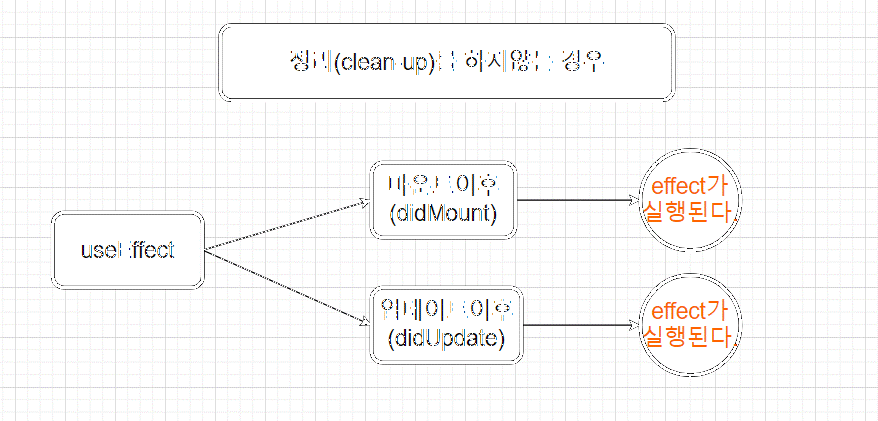 정리(clean-up)를 하지않는 경우
마운트이후
(didMount)
effect가
실행된다.
useEffect
업데이트이후
(didUpdate)
effect가
실행된다.